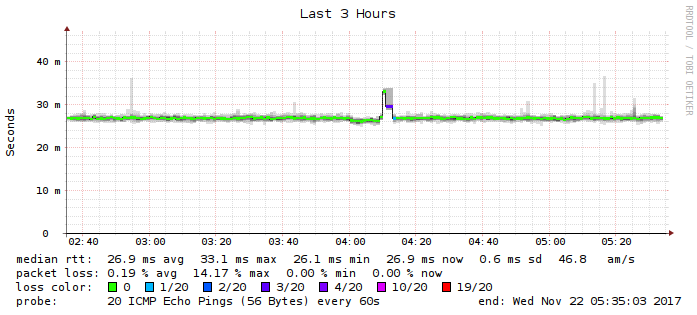 Last 3 Hours
RRDTOOL / TOBI OETIKER
Seconds
40 m
30 m
20 m
10 m
0
02:40 03:00 03:20 03:40 04:00 04:20 04:40 05:00 05:20
median rtt: 26.9 ms avg 33.1 ms max 26.1 ms min 26.9 ms now 0.6 ms sd 46.8 am/s
packet loss: 0.19 % avg 14.17 % max 0.00 % min 0.00 % now
loss color: 0 1/20 2/20 3/20 4/20 10/20 19/20
probe: 20 ICMP Echo Pings (56 Bytes) every 60s end: Wed Nov 22 05:35:03 2017